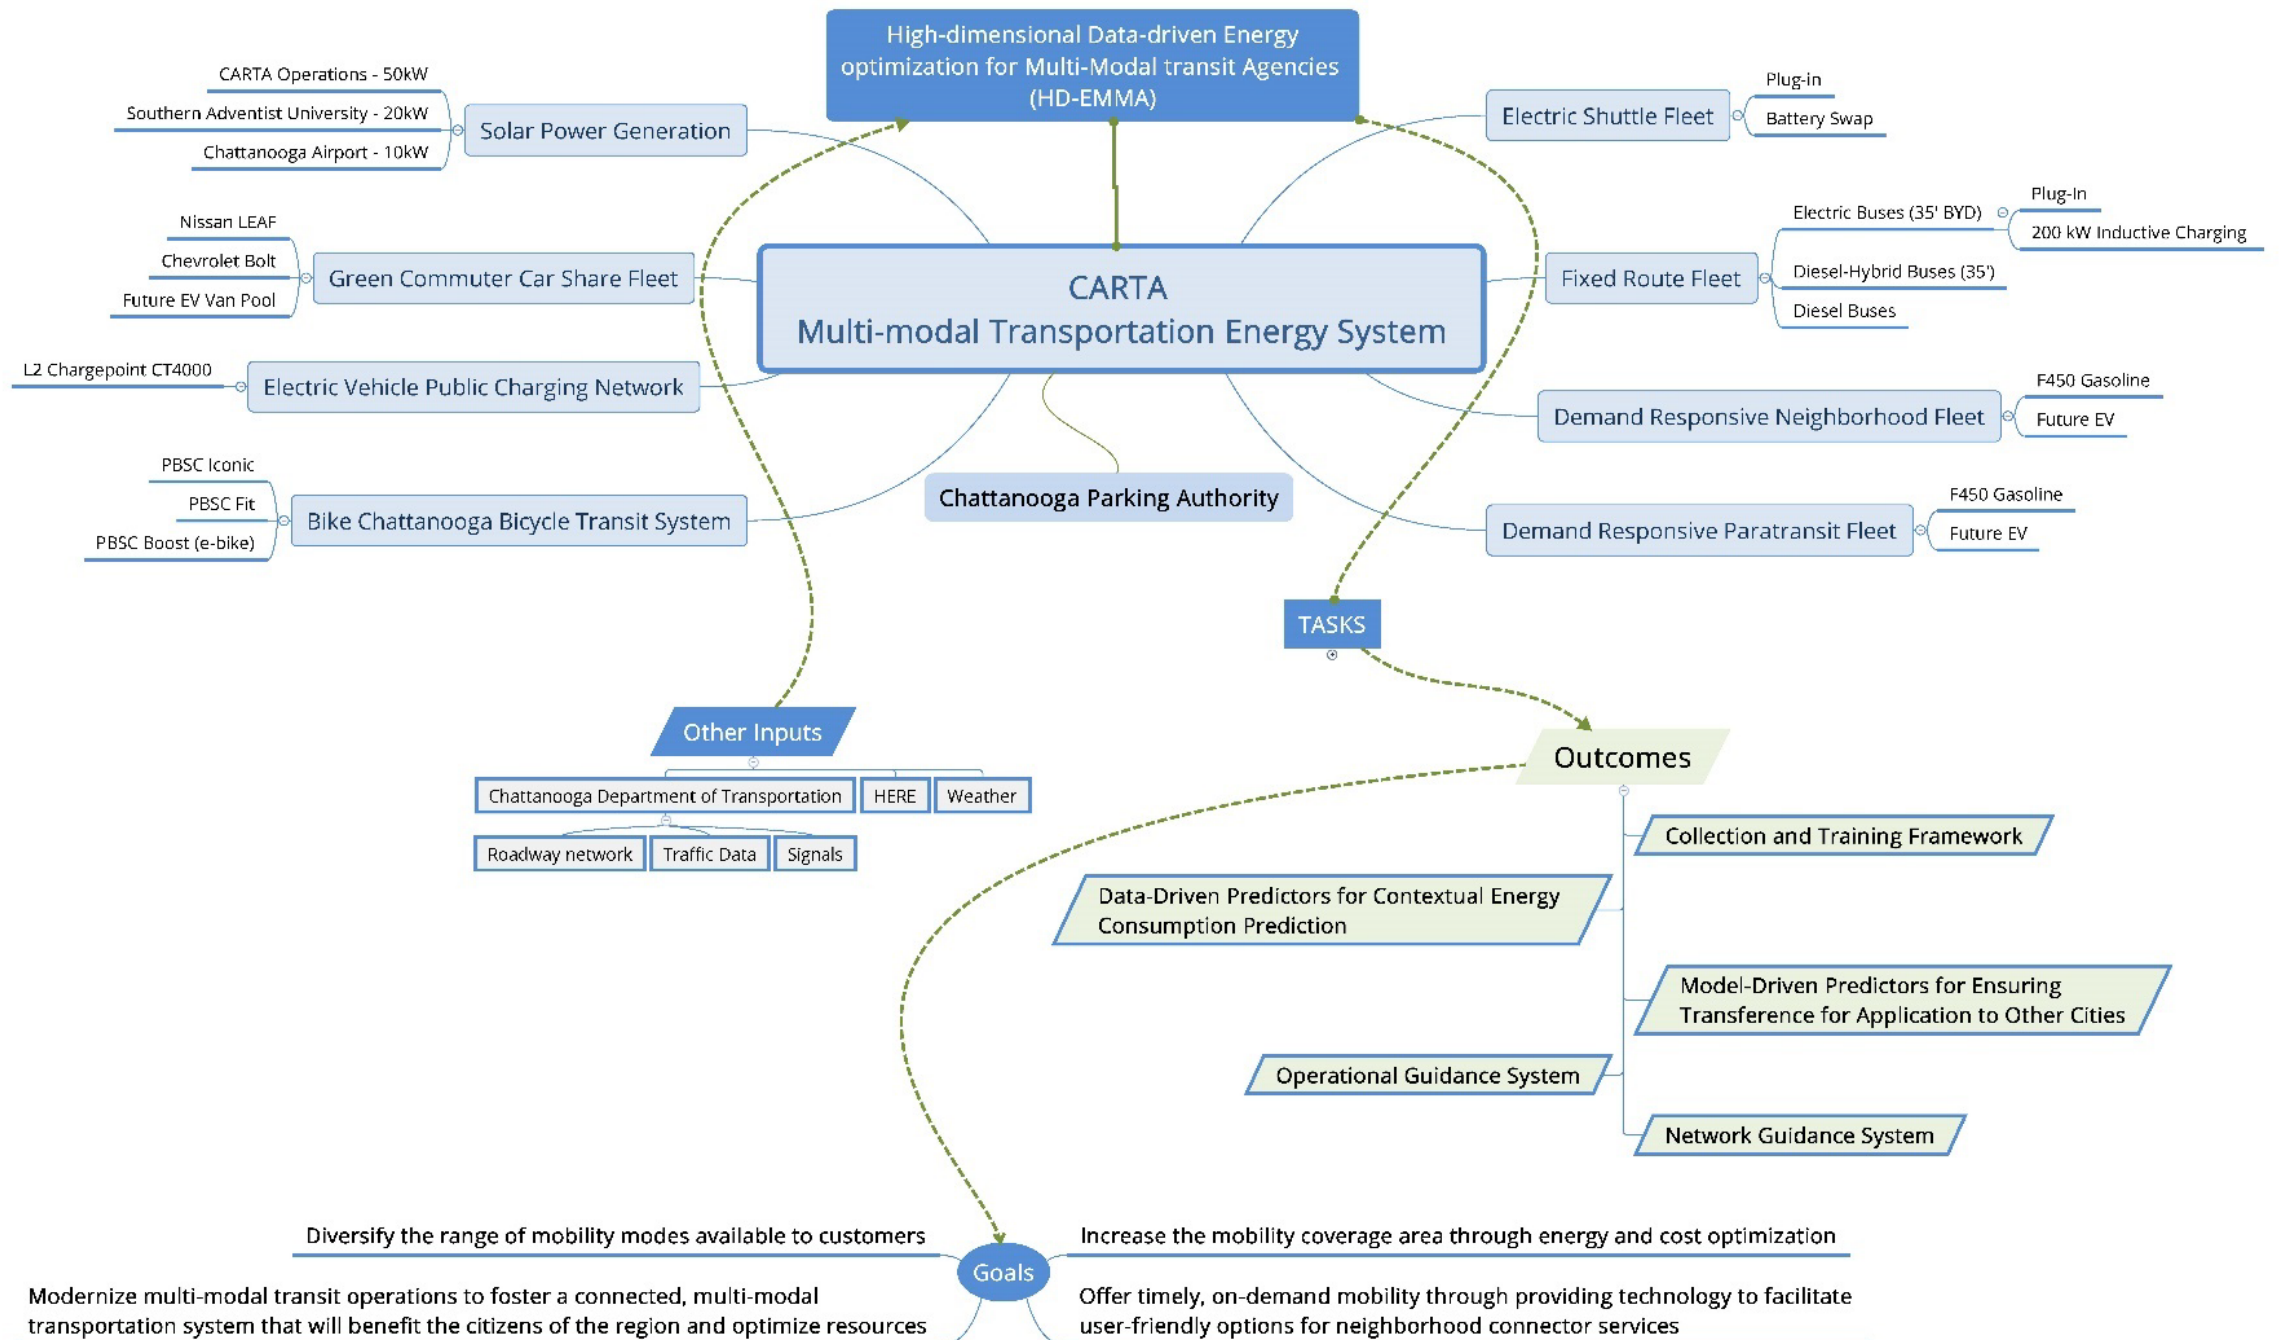 High-dimensional Data-driven Energy
optimization for Multi-Modal transit Agencies
(HD-EMMA)
CARTA Operations - 50kW
Southern Adventist University - 20kW
Chattanooga Airport - 10kW
Solar Power Generation
Electric Shuttle Fleet
Plug-in
Battery Swap
Nissan LEAF
Chevrolet Bolt
Future EV Van Pool
Green Commuter Car Share Fleet
CARTA
Multi-modal Transportation Energy System
Fixed Route Fleet
Electric Buses (35' BYD)
Plug-In
200 kW Inductive Charging
Diesel-Hybrid Buses (35')
Diesel Buses
L2 Chargepoint CT4000
Electric Vehicle Public Charging Network
Demand Responsive Neighborhood Fleet
F450 Gasoline
Future EV
PBSC Iconic
PBSC Fit
PBSC Boost (e-bike)
Bike Chattanooga Bicycle Transit System
Chattanooga Parking Authority
Demand Responsive Paratransit Fleet
F450 Gasoline
Future EV
TASKS
Other Inputs
Chattanooga Department of Transportation
HERE
Weather
Roadway network
Traffic Data
Signals
Outcomes
Collection and Training Framework
Data-Driven Predictors for Contextual Energy
Consumption Prediction
Model-Driven Predictors for Ensuring
Transference for Application to Other Cities
Operational Guidance System
Network Guidance System
Goals
Diversify the range of mobility modes available to customers
Increase the mobility coverage area through energy and cost optimization
Modernize multi-modal transit operations to foster a connected, multi-modal
transportation system that will benefit the citizens of the region and optimize resources
Offer timely, on-demand mobility through providing technology to facilitate
user-friendly options for neighborhood connector services